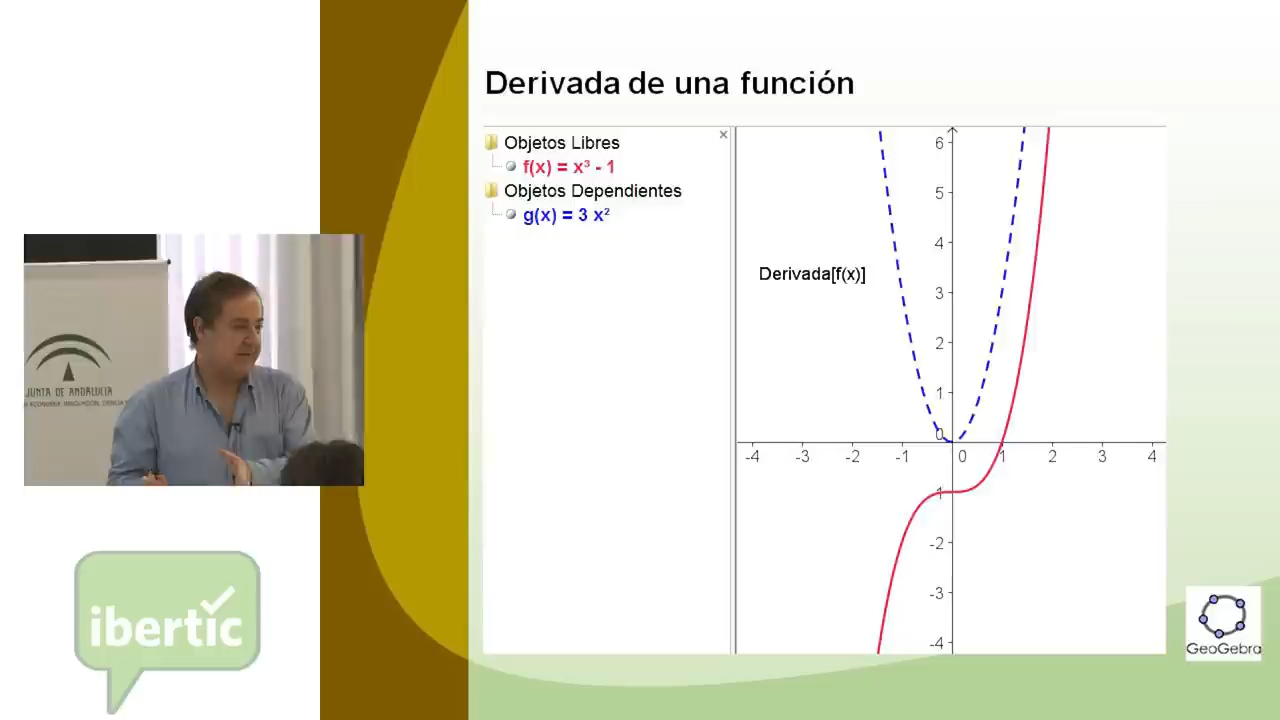 Derivada de una función
Objetos Libres
f(x) = x³ - 1
Objetos Dependientes
g(x) = 3 x²
Derivada[f(x)]
6
5
4
3
2
1
0
-4 -3 -2 -1 0 1 2 3 4
-2
-3
-4
JUNTA DE ANDALUCIA
ibertic
GeoGebra